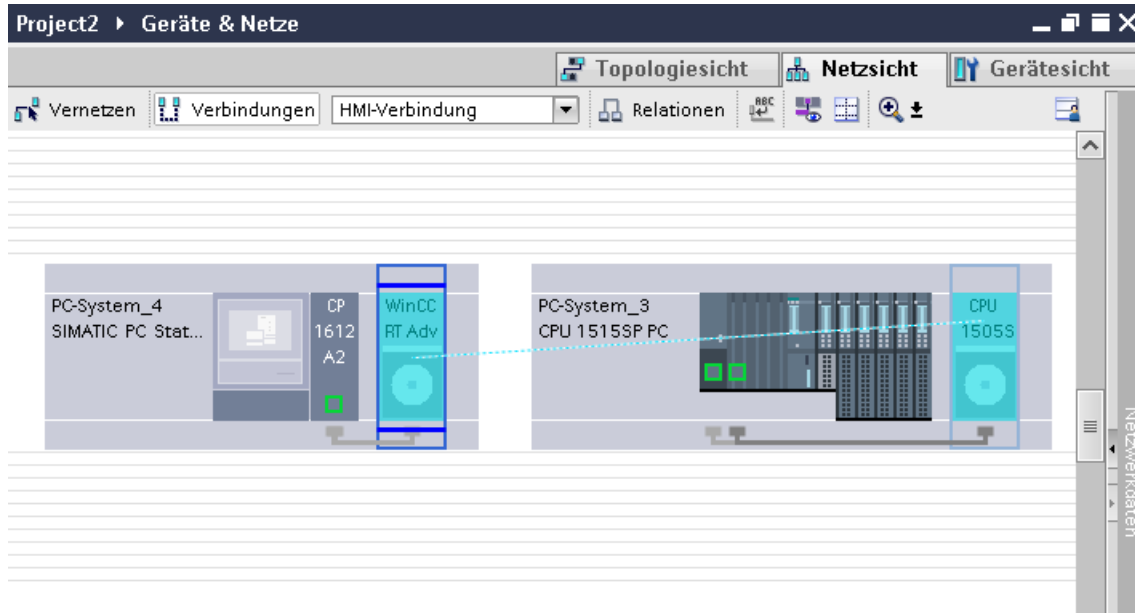 Project2 ▸ Geräte & Netze
Topologiesicht
Netzsicht
Gerätesicht
Vernetzen
Verbindungen
HMI-Verbindung
Relationen
ABC
PC-System_4
SIMATIC PC Stat...
CP
1612
A2
WinCC
RT Adv
PC-System_3
CPU 1515SP PC
CPU
1505S
Netzwerkdaten